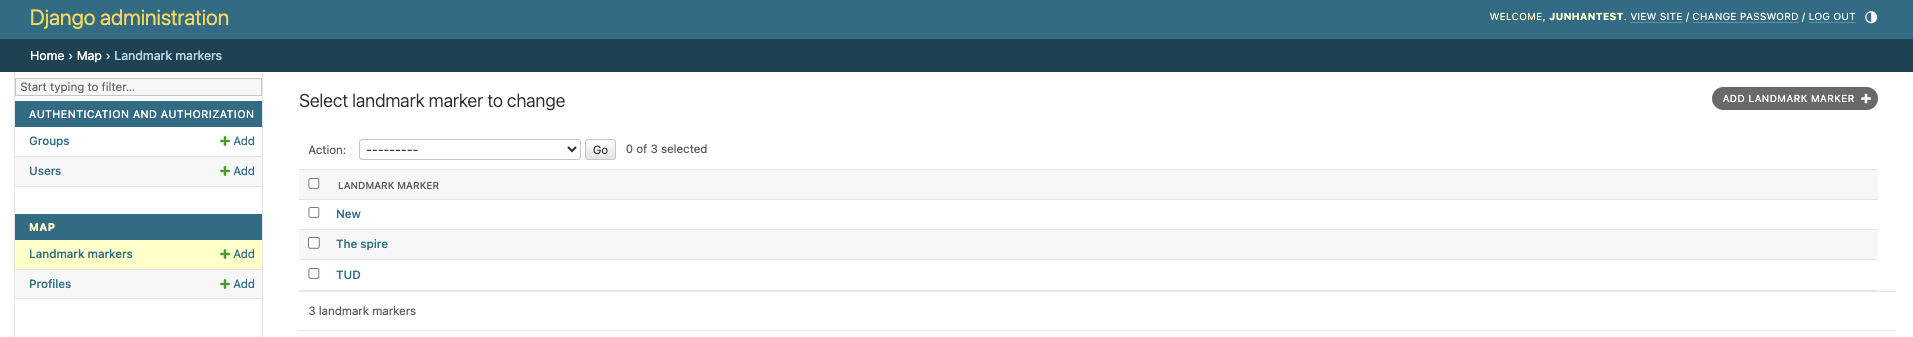 Django administration
WELCOME, JUNHANTEST. VIEW SITE / CHANGE PASSWORD / LOG OUT
Home › Map › Landmark markers
Start typing to filter...
AUTHENTICATION AND AUTHORIZATION
Groups + Add
Users + Add
MAP
Landmark markers + Add
Profiles + Add
Select landmark marker to change
ADD LANDMARK MARKER +
Action: --------- Go 0 of 3 selected
LANDMARK MARKER
New
The spire
TUD
3 landmark markers